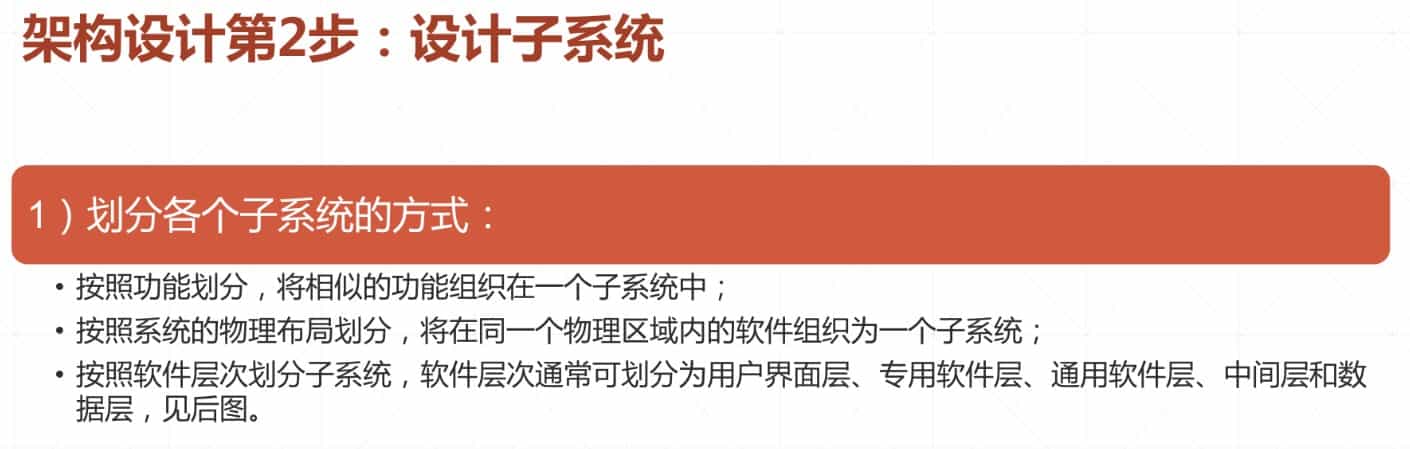 架构设计第2步：设计子系统
1）划分各个子系统的方式：
• 按照功能划分，将相似的功能组织在一个子系统中；
• 按照系统的物理布局划分，将在同一个物理区域内的软件组织为一个子系统；
• 按照软件层次划分子系统，软件层次通常可划分为用户界面层、专用软件层、通用软件层、中间层和数
据层，见后图。